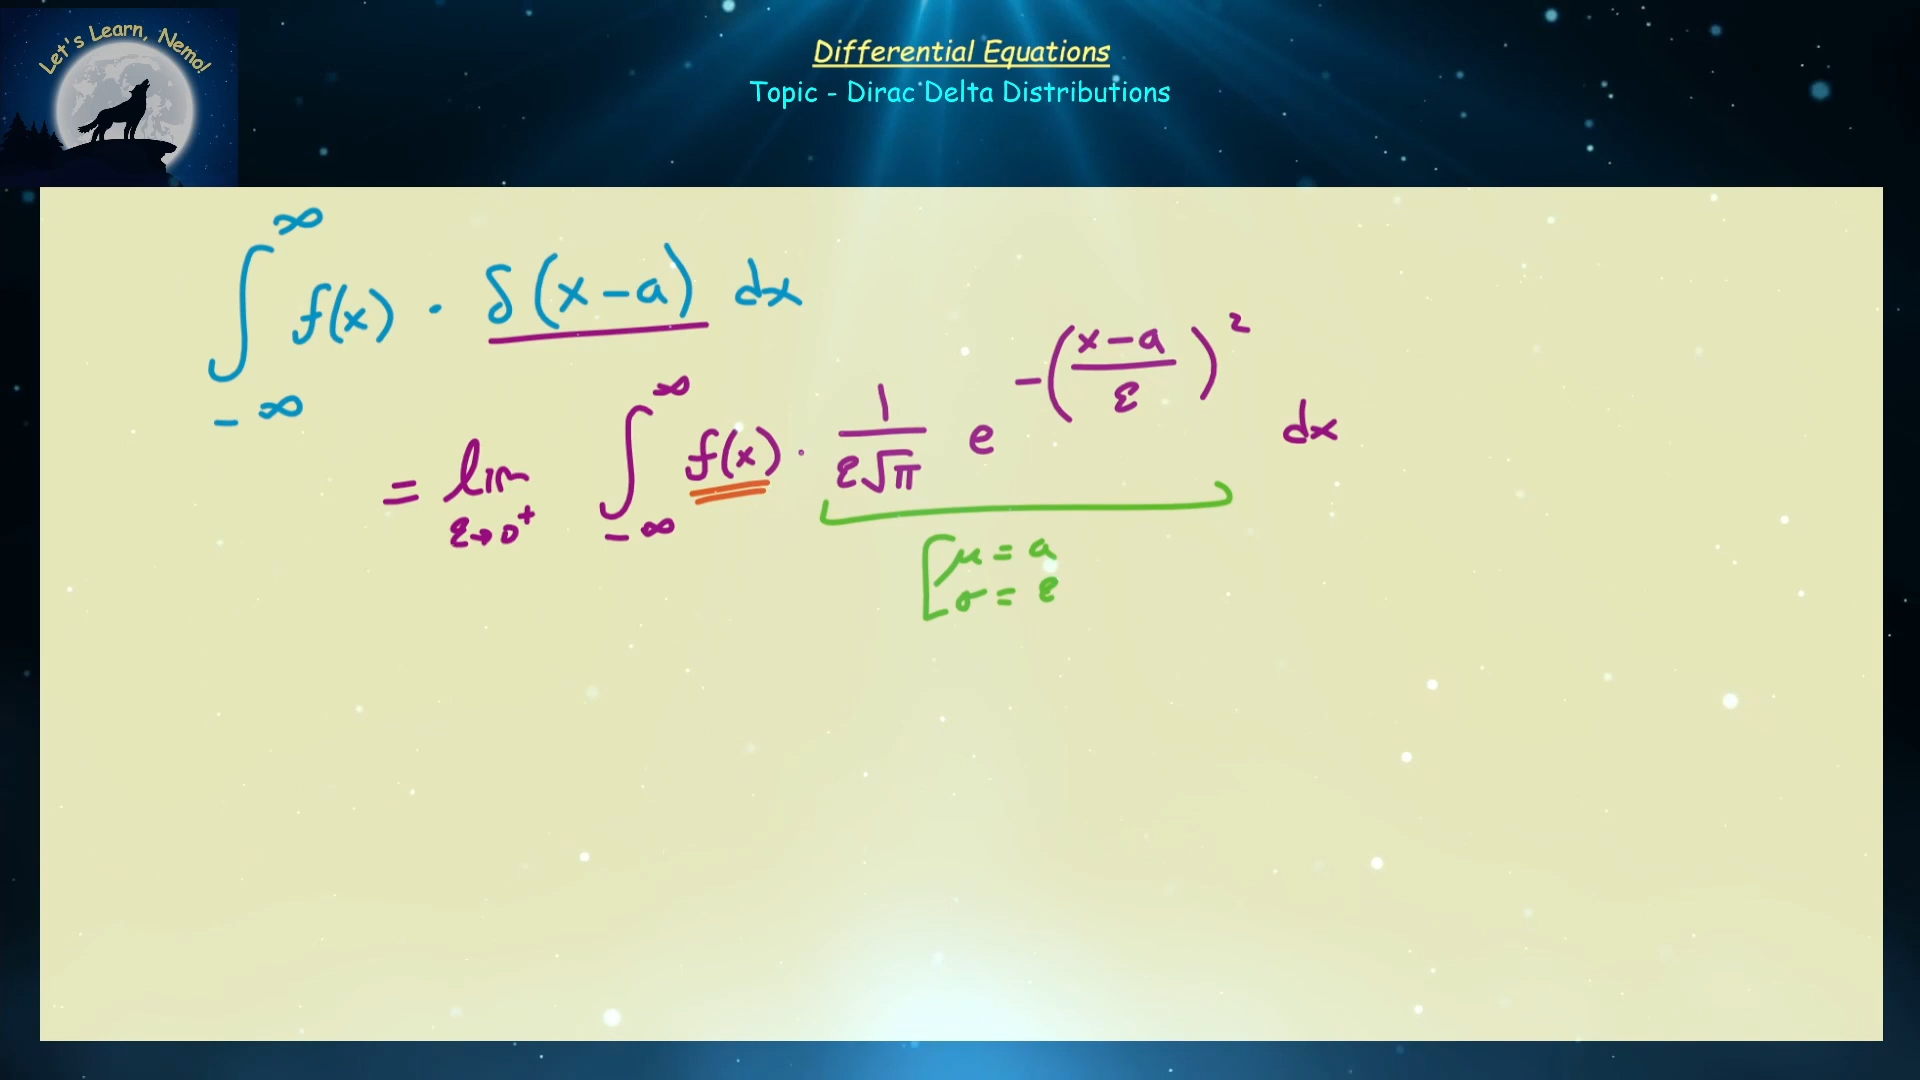 Let's Learn, Nemo!
Differential Equations
Topic - Dirac Delta Distributions
∫_{-∞}^{∞} f(x) · δ(x-a) dx
= lim_{ε→0⁺} ∫_{-∞}^{∞} f(x) · 1/(ε√π) e^{-((x-a)/ε)²} dx
μ = a
σ = ε